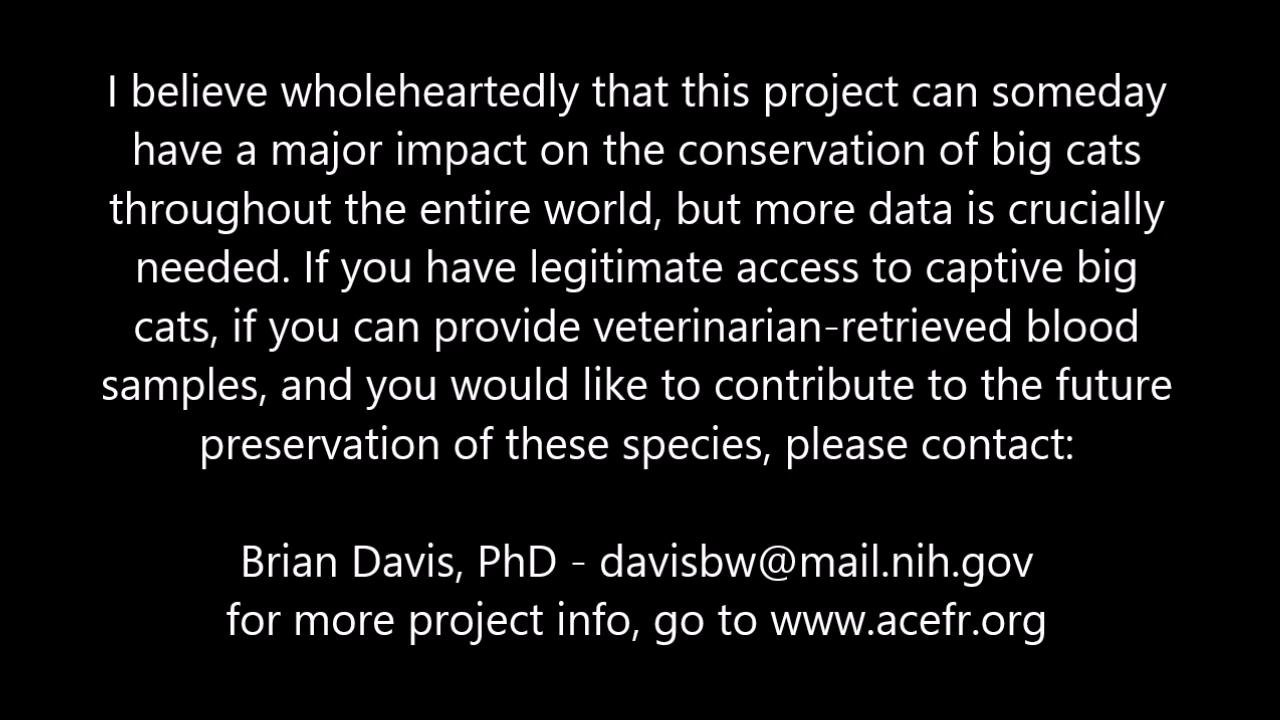 I believe wholeheartedly that this project can someday
have a major impact on the conservation of big cats
throughout the entire world, but more data is crucially
needed. If you have legitimate access to captive big
cats, if you can provide veterinarian-retrieved blood
samples, and you would like to contribute to the future
preservation of these species, please contact:
Brian Davis, PhD - davisbw@mail.nih.gov
for more project info, go to www.acefr.org